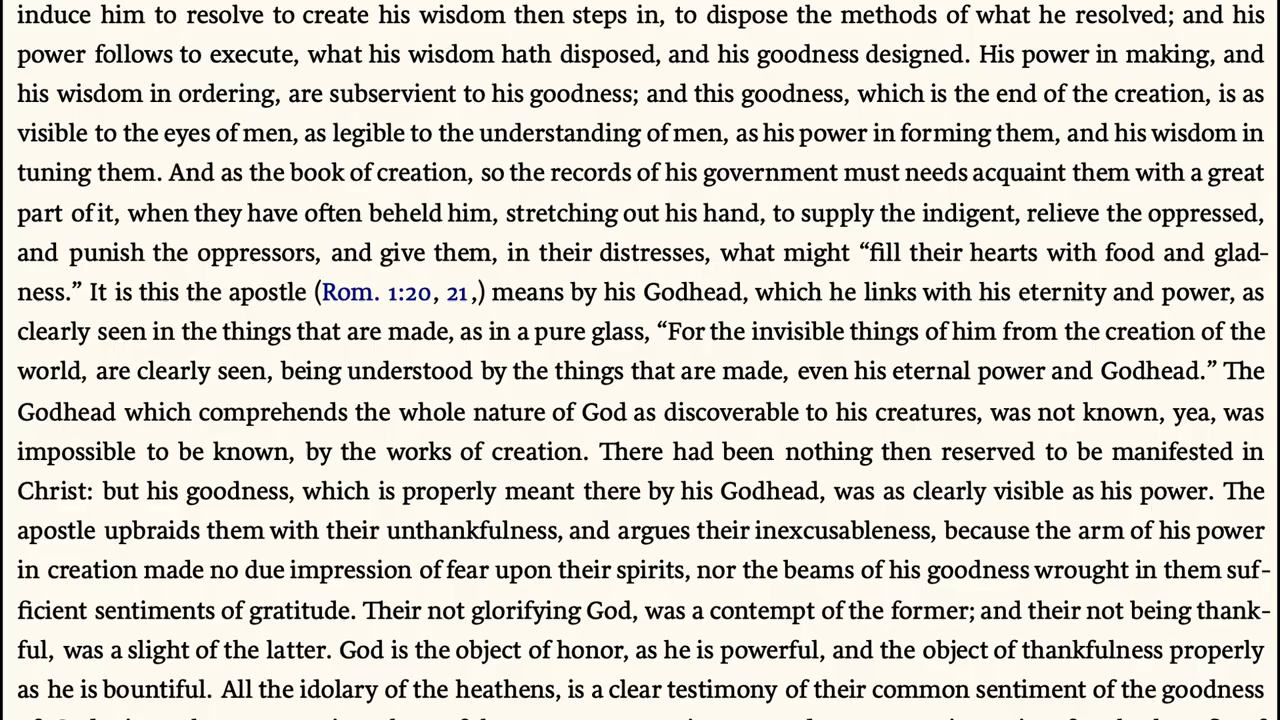 induce him to resolve to create his wisdom then steps in, to dispose the methods of what he resolved; and his
power follows to execute, what his wisdom hath disposed, and his goodness designed. His power in making, and
his wisdom in ordering, are subservient to his goodness; and this goodness, which is the end of the creation, is as
visible to the eyes of men, as legible to the understanding of men, as his power in forming them, and his wisdom in
tuning them. And as the book of creation, so the records of his government must needs acquaint them with a great
part of it, when they have often beheld him, stretching out his hand, to supply the indigent, relieve the oppressed,
and punish the oppressors, and give them, in their distresses, what might “fill their hearts with food and glad-
ness.” It is this the apostle (Rom. 1:20, 21,) means by his Godhead, which he links with his eternity and power, as
clearly seen in the things that are made, as in a pure glass, “For the invisible things of him from the creation of the
world, are clearly seen, being understood by the things that are made, even his eternal power and Godhead.” The
Godhead which comprehends the whole nature of God as discoverable to his creatures, was not known, yea, was
impossible to be known, by the works of creation. There had been nothing then reserved to be manifested in
Christ: but his goodness, which is properly meant there by his Godhead, was as clearly visible as his power. The
apostle upbraids them with their unthankfulness, and argues their inexcusableness, because the arm of his power
in creation made no due impression of fear upon their spirits, nor the beams of his goodness wrought in them suf-
ficient sentiments of gratitude. Their not glorifying God, was a contempt of the former; and their not being thank-
ful, was a slight of the latter. God is the object of honor, as he is powerful, and the object of thankfulness properly
as he is bountiful. All the idolary of the heathens, is a clear testimony of their common sentiment of the goodness